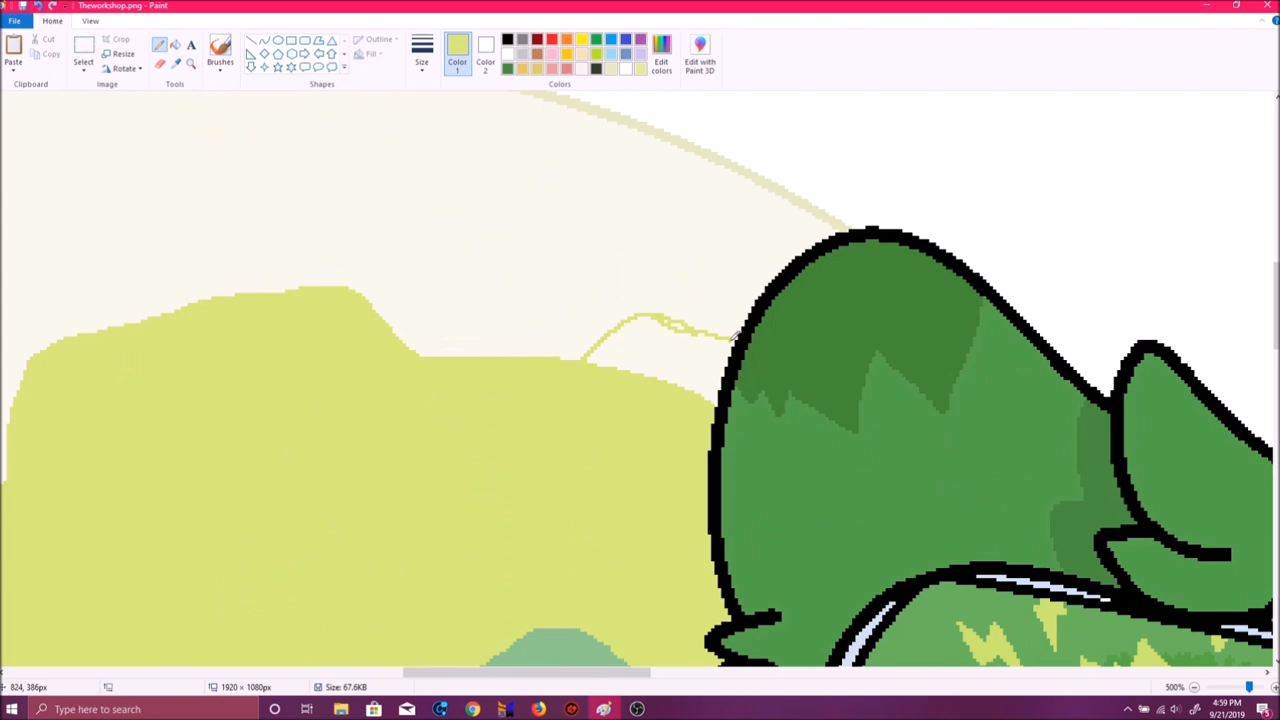 Theworkshop.png - Paint
File Home View
Paste
Cut
Copy
Clipboard
Select
Crop
Resize
Rotate
Image
Tools
Brushes
Shapes
Outline
Fill
Size
Color 1
Color 2
Colors
Edit colors
Edit with Paint 3D
824, 386px
1920 × 1080px
Size: 67.6KB
500%
Type here to search
4:59 PM
9/21/2019